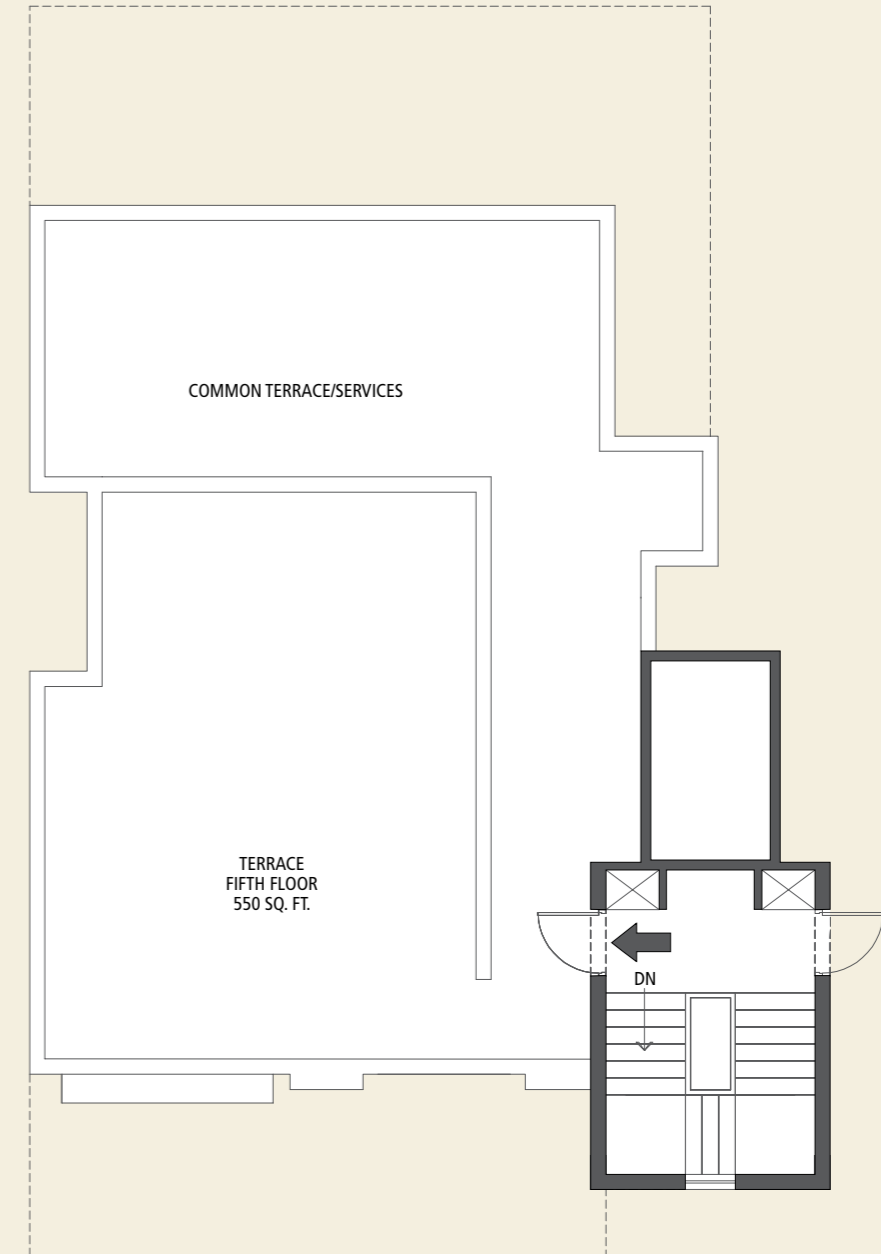 COMMON TERRACE/SERVICES
TERRACE
FIFTH FLOOR
550 SQ. FT.
DN